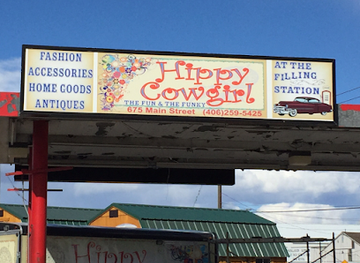 FASHION
ACCESSORIES
HOME GOODS
ANTIQUES
Hippy
Cowgirl
THE FUN & THE FUNKY
675 Main Street (406)259-5425
AT THE
FILLING
STATION
Hippy